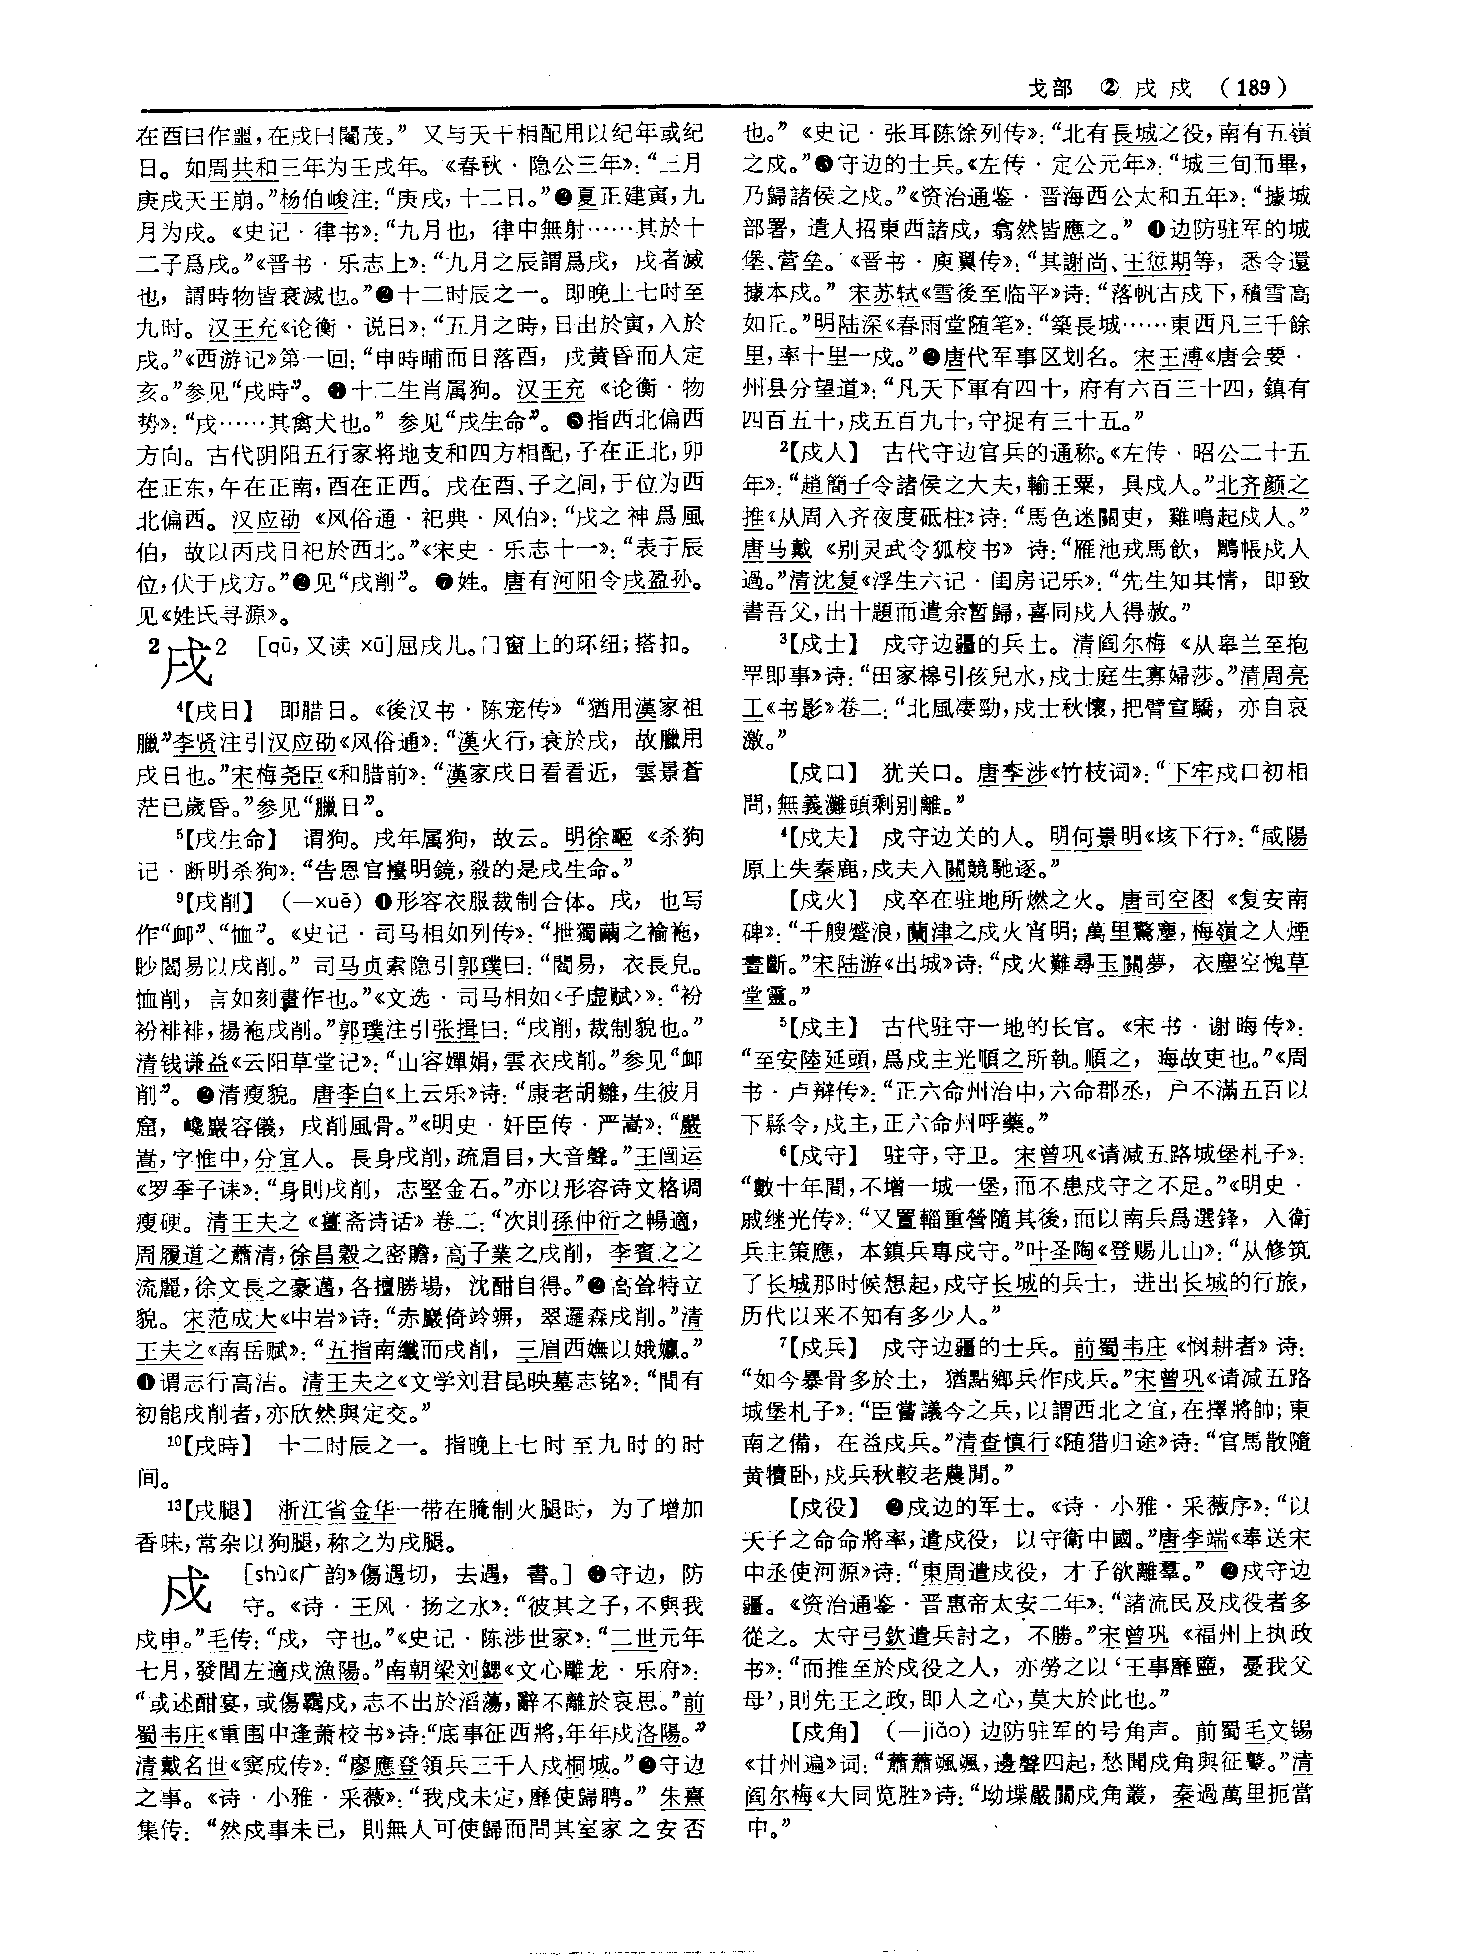 戈部 ② 戌 戍 （189）
在酉曰作噩，在戌曰閹茂。” 又与天干相配用以纪年或纪
日。如周共和三年为壬戌年。《春秋·隐公三年》：“三月
庚戌天王崩。”杨伯峻注：“庚戌，十二日。”❷夏正建寅，九
月为戌。《史记·律书》：“九月也，律中無射……其於十
二子爲戌。”《晋书·乐志上》：“九月之辰謂爲戌，戌者滅
也，謂時物皆衰滅也。”❸十二时辰之一。即晚上七时至
九时。汉王充《论衡·说日》：“五月之時，日出於寅，入於
戌。”《西游记》第一回：“申時晡而日落酉，戌黄昏而人定
亥。”参见“戌時”。❹十二生肖属狗。汉王充《论衡·物
势》：“戌……其禽犬也。” 参见“戌生命”。❺指西北偏西
方向。古代阴阳五行家将地支和四方相配，子在正北，卯
在正东，午在正南，酉在正西。戌在酉、子之间，于位为西
北偏西。汉应劭《风俗通·祀典·风伯》：“戌之神爲風
伯，故以丙戌日祀於西北。”《宋史·乐志十一》：“表于辰
位，伏于戌方。”❻见“戌削”。❼姓。唐有河阳令戌盈孙。
见《姓氏寻源》。
2戌2 ［qū，又读 xū］屈戌儿。门窗上的环纽；搭扣。
4【戌日】 即腊日。《後汉书·陈宠传》“猶用漢家祖
臘”李贤注引汉应劭《风俗通》：“漢火行，衰於戌，故臘用
戌日也。”宋梅尧臣《和腊前》：“漢家戌日看看近，雲景蒼
茫已歲昏。”参见“臘日”。
5【戌生命】 谓狗。戌年属狗，故云。明徐㽦《杀狗
记·断明杀狗》：“告恩官擡明鏡，殺的是戌生命。”
9【戌削】 （—xuē）❶形容衣服裁制合体。戌，也写
作“卹”、“恤”。《史记·司马相如列传》：“抴獨繭之褕袘，
眇閻易以戌削。” 司马贞索隐引郭璞曰：“閻易，衣長皃。
恤削，言如刻畫作也。”《文选·司马相如〈子虚赋〉》：“衯
衯裶裶，揚袘戌削。”郭璞注引张揖曰：“戌削，裁制貌也。”
清钱谦益《云阳草堂记》：“山容嬋娟，雲衣戌削。”参见“卹
削”。❷清瘦貌。唐李白《上云乐》诗：“康老胡雛，生彼月
窟，巉巖容儀，戌削風骨。”《明史·奸臣传·严嵩》：“嚴
嵩，字惟中，分宜人。長身戌削，疏眉目，大音聲。”王闿运
《罗季子诔》：“身則戌削，志堅金石。”亦以形容诗文格调
瘦硬。清王夫之《薑斋诗话》卷二：“次則孫仲衍之暢適，
周履道之蕭清，徐昌穀之密贍，高子業之戌削，李賓之之
流麗，徐文長之豪邁，各擅勝場，沈酣自得。”❸高耸特立
貌。宋范成大《中岩》诗：“赤巖倚竛竮，翠邐森戌削。”清
王夫之《南岳赋》：“五指南纖而戌削，三眉西嫵以娥嬝。”
❹谓志行高洁。清王夫之《文学刘君昆映墓志铭》：“間有
初能戌削者，亦欣然與定交。”
10【戌時】 十二时辰之一。指晚上七时至九时的时
间。
13【戌腿】 浙江省金华一带在腌制火腿时，为了增加
香味，常杂以狗腿，称之为戌腿。
戍 ［shù《广韵》傷遇切，去遇，書。］❶守边，防
守。《诗·王风·扬之水》：“彼其之子，不與我
戍申。”毛传：“戍，守也。”《史记·陈涉世家》：“二世元年
七月，發閭左適戍漁陽。”南朝梁刘勰《文心雕龙·乐府》：
“或述酣宴，或傷羈戍，志不出於滔蕩，辭不離於哀思。”前
蜀韦庄《重围中逢萧校书》诗：“底事征西將，年年戍洛陽。”
清戴名世《窦成传》：“廖應登領兵三千人戍桐城。”❷守边
之事。《诗·小雅·采薇》：“我戍未定，靡使歸聘。” 朱熹
集传：“然戍事未已，則無人可使歸而問其室家之安否
也。”《史记·张耳陈馀列传》：“北有長城之役，南有五嶺
之戍。”❸守边的士兵。《左传·定公元年》：“城三旬而畢，
乃歸諸侯之戍。”《资治通鉴·晋海西公太和五年》：“據城
部署，遣人招東西諸戍，翕然皆應之。” ❹边防驻军的城
堡、营垒。《晋书·庾翼传》：“其謝尚、王愆期等，悉令還
據本戍。” 宋苏轼《雪後至临平》诗：“落帆古戍下，積雪高
如丘。”明陆深《春雨堂随笔》：“築長城……東西凡三千餘
里，率十里一戍。”❺唐代军事区划名。宋王溥《唐会要·
州县分望道》：“凡天下軍有四十，府有六百三十四，鎮有
四百五十，戍五百九十，守捉有三十五。”
2【戍人】 古代守边官兵的通称。《左传·昭公二十五
年》：“趙簡子令諸侯之大夫，輸王粟，具戍人。”北齐颜之
推《从周入齐夜度砥柱》诗：“馬色迷關吏，雞鳴起戍人。”
唐马戴《别灵武令狐校书》诗：“雁池戎馬飲，鵰帳戍人
過。”清沈复《浮生六记·闺房记乐》：“先生知其情，即致
書吾父，出十題而遣余暫歸，喜同戍人得赦。”
3【戍士】 戍守边疆的兵士。清阎尔梅《从皋兰至抱
罕即事》诗：“田家槔引孩兒水，戍士庭生寡婦莎。”清周亮
工《书影》卷二：“北風凄勁，戍士秋懷，把臂宣驕，亦自哀
激。”
【戍口】 犹关口。唐李涉《竹枝词》：“下牢戍口初相
問，無義灘頭剩别離。”
4【戍夫】 戍守边关的人。明何景明《垓下行》：“咸陽
原上失秦鹿，戍夫入關競馳逐。”
【戍火】 戍卒在驻地所燃之火。唐司空图《复安南
碑》：“千艘蹙浪，蘭津之戍火宵明；萬里驚塵，梅嶺之人煙
晝斷。”宋陆游《出城》诗：“戍火難尋玉關夢，衣塵空愧草
堂靈。”
5【戍主】 古代驻守一地的长官。《宋书·谢晦传》：
“至安陸延頭，爲戍主光順之所執。順之，晦故吏也。”《周
书·卢辩传》：“正六命州治中，六命郡丞，户不滿五百以
下縣令，戍主，正六命州呼藥。”
6【戍守】 驻守，守卫。宋曾巩《请减五路城堡札子》：
“數十年間，不增一城一堡，而不患戍守之不足。”《明史·
戚继光传》：“又置輜重營隨其後，而以南兵爲選鋒，入衛
兵主策應，本鎮兵專戍守。”叶圣陶《登赐儿山》：“从修筑
了长城那时候想起，戍守长城的兵士，进出长城的行旅，
历代以来不知有多少人。”
7【戍兵】 戍守边疆的士兵。前蜀韦庄《悯耕者》诗：
“如今暴骨多於土，猶點鄉兵作戍兵。”宋曾巩《请减五路
城堡札子》：“臣嘗議今之兵，以謂西北之宜，在擇將帥；東
南之備，在益戍兵。”清查慎行《随猎归途》诗：“官馬散隨
黄犢卧，戍兵秋較老農閒。”
【戍役】 ❶戍边的军士。《诗·小雅·采薇序》：“以
天子之命命將率，遣戍役，以守衛中國。”唐李端《奉送宋
中丞使河源》诗：“東周遣戍役，才子欲離羣。” ❷戍守边
疆。《资治通鉴·晋惠帝太安二年》：“諸流民及戍役者多
從之。太守弓欽遣兵討之，不勝。”宋曾巩《福州上执政
书》：“而推至於戍役之人，亦勞之以‘王事靡盬，憂我父
母’，則先王之政，即人之心，莫大於此也。”
【戍角】 （—jiǎo）边防驻军的号角声。前蜀毛文锡
《甘州遍》词：“蕭蕭颯颯，邊聲四起，愁聞戍角與征鼙。”清
阎尔梅《大同览胜》诗：“坳堞嚴關戍角叢，秦過萬里扼當
中。”